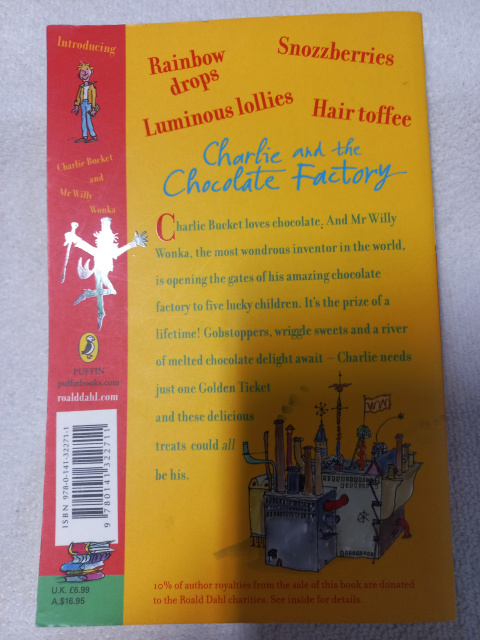 Introducing
Charlie Bucket
and
Mr Willy
Wonka
PUFFIN
puffinbooks.com
roalddahl.com
ISBN 978-0-141-32271-1
9 780141 322711
U.K. £6.99
A.$16.95
Rainbow
drops
Snozzberries
Luminous lollies
Hair toffee
Charlie and the
Chocolate Factory
Charlie Bucket loves chocolate. And Mr Willy
Wonka, the most wondrous inventor in the world,
is opening the gates of his amazing chocolate
factory to five lucky children. It's the prize of a
lifetime! Gobstoppers, wriggle sweets and a river
of melted chocolate delight await – Charlie needs
just one Golden Ticket
and these delicious
treats could all
be his.
WW
10% of author royalties from the sale of this book are donated
to the Roald Dahl charities. See inside for details.